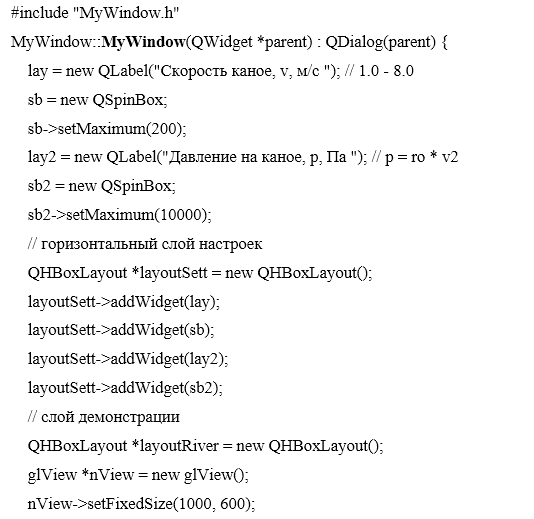 #include "MyWindow.h"
MyWindow::MyWindow(QWidget *parent) : QDialog(parent) {
lay = new QLabel("Скорость каное, v, м/с "); // 1.0 - 8.0
sb = new QSpinBox;
sb->setMaximum(200);
lay2 = new QLabel("Давление на каное, p, Па "); // p = ro * v2
sb2 = new QSpinBox;
sb2->setMaximum(10000);
// горизонтальный слой настроек
QHBoxLayout *layoutSett = new QHBoxLayout();
layoutSett->addWidget(lay);
layoutSett->addWidget(sb);
layoutSett->addWidget(lay2);
layoutSett->addWidget(sb2);
// слой демонстрации
QHBoxLayout *layoutRiver = new QHBoxLayout();
glView *nView = new glView();
nView->setFixedSize(1000, 600);